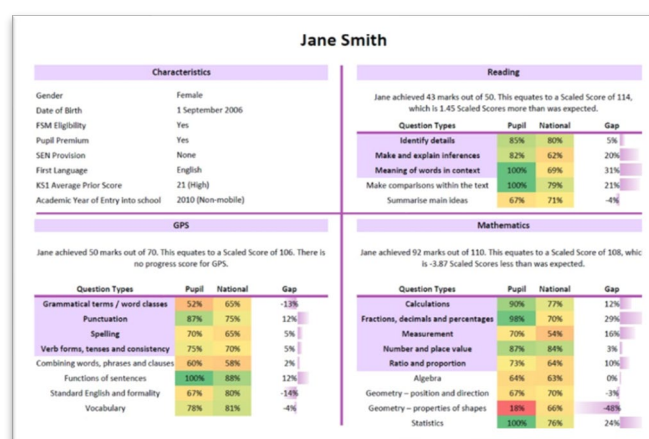 Jane Smith
Characteristics
Gender Female
Date of Birth 1 September 2006
FSM Eligibility Yes
Pupil Premium Yes
SEN Provision None
First Language English
KS1 Average Prior Score 21 (High)
Academic Year of Entry into school 2010 (Non-mobile)
Reading
Jane achieved 43 marks out of 50. This equates to a Scaled Score of 114,
which is 1.45 Scaled Scores more than was expected.
Question Types Pupil National Gap
Identify details 85% 80% 5%
Make and explain inferences 82% 62% 20%
Meaning of words in context 100% 69% 31%
Make comparisons within the text 100% 79% 21%
Summarise main ideas 67% 71% -4%
GPS
Jane achieved 50 marks out of 70. This equates to a Scaled Score of 106. There is
no progress score for GPS.
Question Types Pupil National Gap
Grammatical terms / word classes 52% 65% -13%
Punctuation 87% 75% 12%
Spelling 70% 65% 5%
Verb forms, tenses and consistency 75% 70% 5%
Combining words, phrases and clauses 60% 58% 2%
Functions of sentences 100% 88% 12%
Standard English and formality 67% 80% -14%
Vocabulary 78% 81% -4%
Mathematics
Jane achieved 92 marks out of 110. This equates to a Scaled Score of 108, whic
is -3.87 Scaled Scores less than was expected.
Question Types Pupil National Gap
Calculations 90% 77% 12%
Fractions, decimals and percentages 98% 70% 29%
Measurement 70% 54% 16%
Number and place value 87% 84% 3%
Ratio and proportion 73% 64% 10%
Algebra 64% 63% 0%
Geometry – position and direction 67% 70% -3%
Geometry – properties of shapes 18% 66% -48%
Statistics 100% 76% 24%